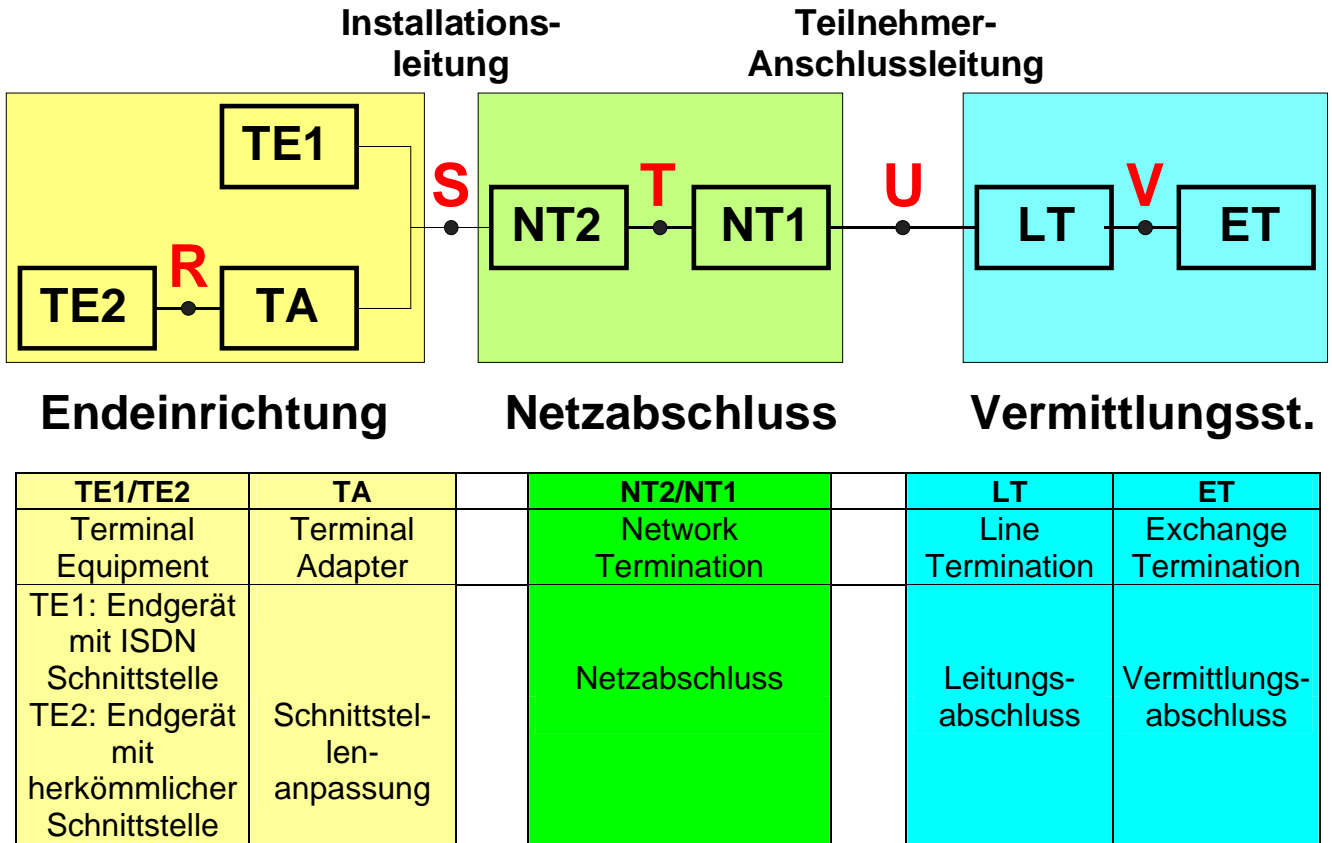 Installations-
leitung
Teilnehmer-
Anschlussleitung
TE1
S
T
U
V
NT2
NT1
LT
ET
R
TE2
TA
Endeinrichtung
Netzabschluss
Vermittlungsst.
TE1/TE2
TA
NT2/NT1
LT
ET
Terminal
Equipment
Terminal
Adapter
Network
Termination
Line
Termination
Exchange
Termination
TE1: Endgerät
mit ISDN
Schnittstelle
TE2: Endgerät
mit
herkömmlicher
Schnittstelle
Schnittstel-
len-
anpassung
Netzabschluss
Leitungs-
abschluss
Vermittlungs-
abschluss